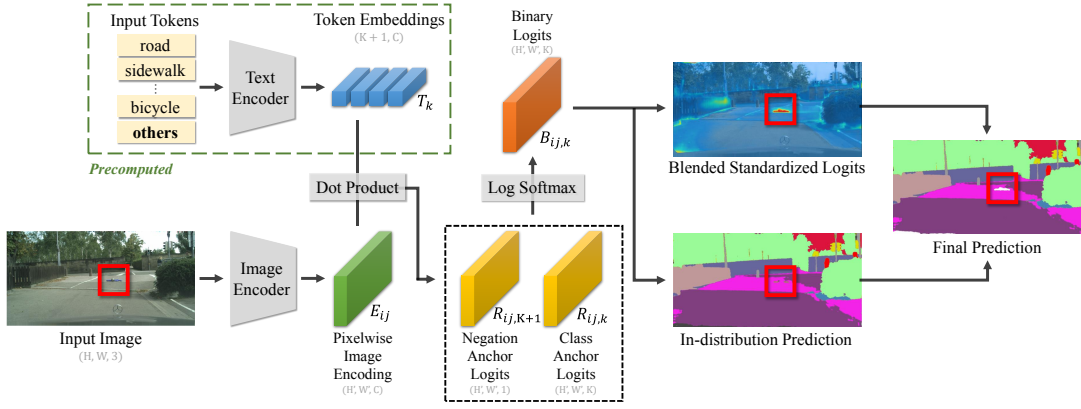 Input Tokens
road
sidewalk
bicycle
others
Text
Encoder
Token Embeddings
(K + 1, C)
T_k
Precomputed
Dot Product
Input Image
(H, W, 3)
Image
Encoder
E_ij
Pixelwise
Image
Encoding
(H', W', C)
Binary
Logits
(H', W', K)
B_ij,k
Log Softmax
R_ij,K+1
Negation
Anchor
Logits
(H', W', 1)
R_ij,k
Class
Anchor
Logits
(H', W', K)
Blended Standardized Logits
In-distribution Prediction
Final Prediction